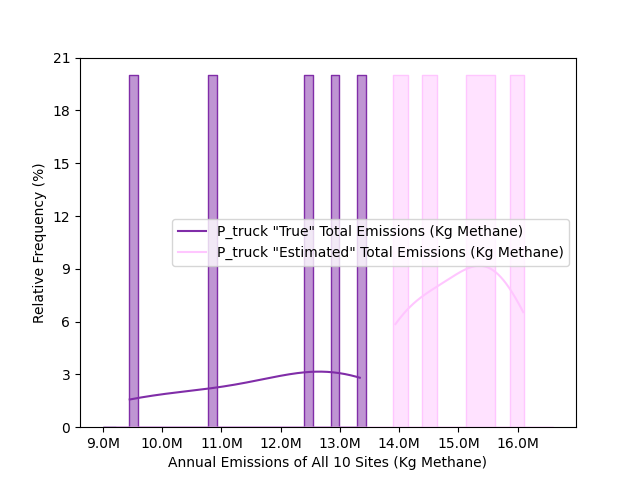 21
18
15
12
9
6
3
0
Relative Frequency (%)
P_truck "True" Total Emissions (Kg Methane)
P_truck "Estimated" Total Emissions (Kg Methane)
9.0M 10.0M 11.0M 12.0M 13.0M 14.0M 15.0M 16.0M
Annual Emissions of All 10 Sites (Kg Methane)